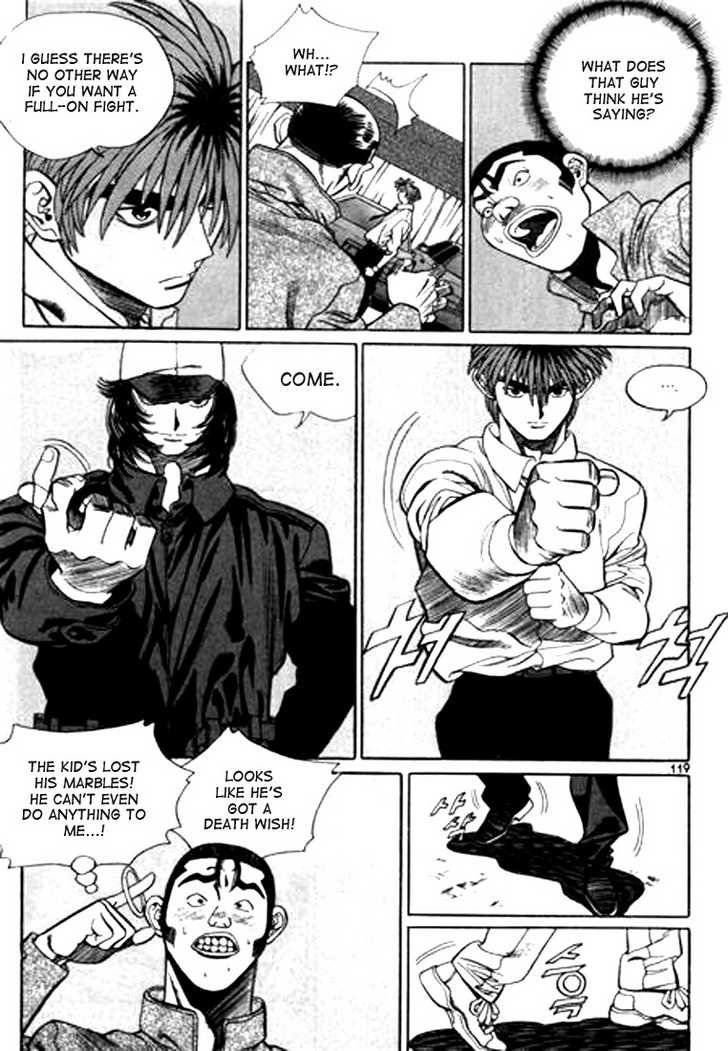 I GUESS THERE'S
NO OTHER WAY
IF YOU WANT A
FULL-ON FIGHT.
WH...
WHAT!?
WHAT DOES
THAT GUY
THINK HE'S
SAYING?
COME.
...
119
THE KID'S LOST
HIS MARBLES!
HE CAN'T EVEN
DO ANYTHING TO
ME...!
LOOKS
LIKE HE'S
GOT A
DEATH WISH!